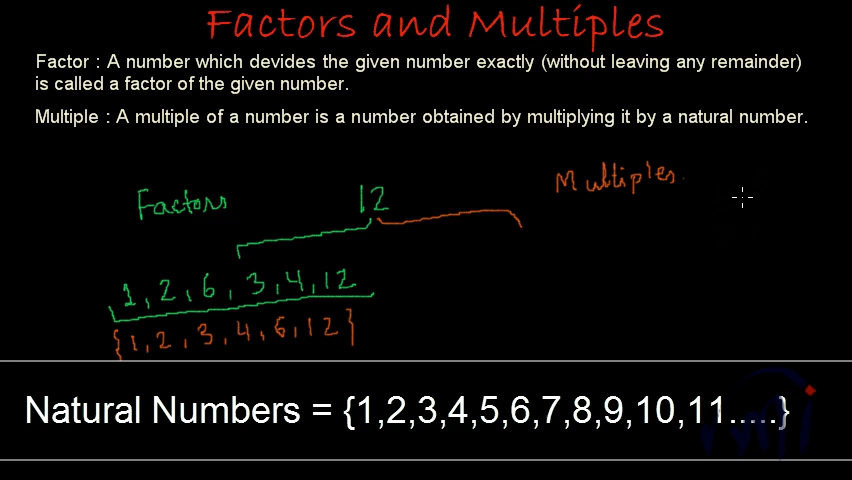 Factors and Multiples
Factor : A number which devides the given number exactly (without leaving any remainder)
is called a factor of the given number.
Multiple : A multiple of a number is a number obtained by multiplying it by a natural number.
Factors 12 Multiples
1, 2, 6, 3, 4, 12
{1, 2, 3, 4, 6, 12}
Natural Numbers = {1,2,3,4,5,6,7,8,9,10,11.....}